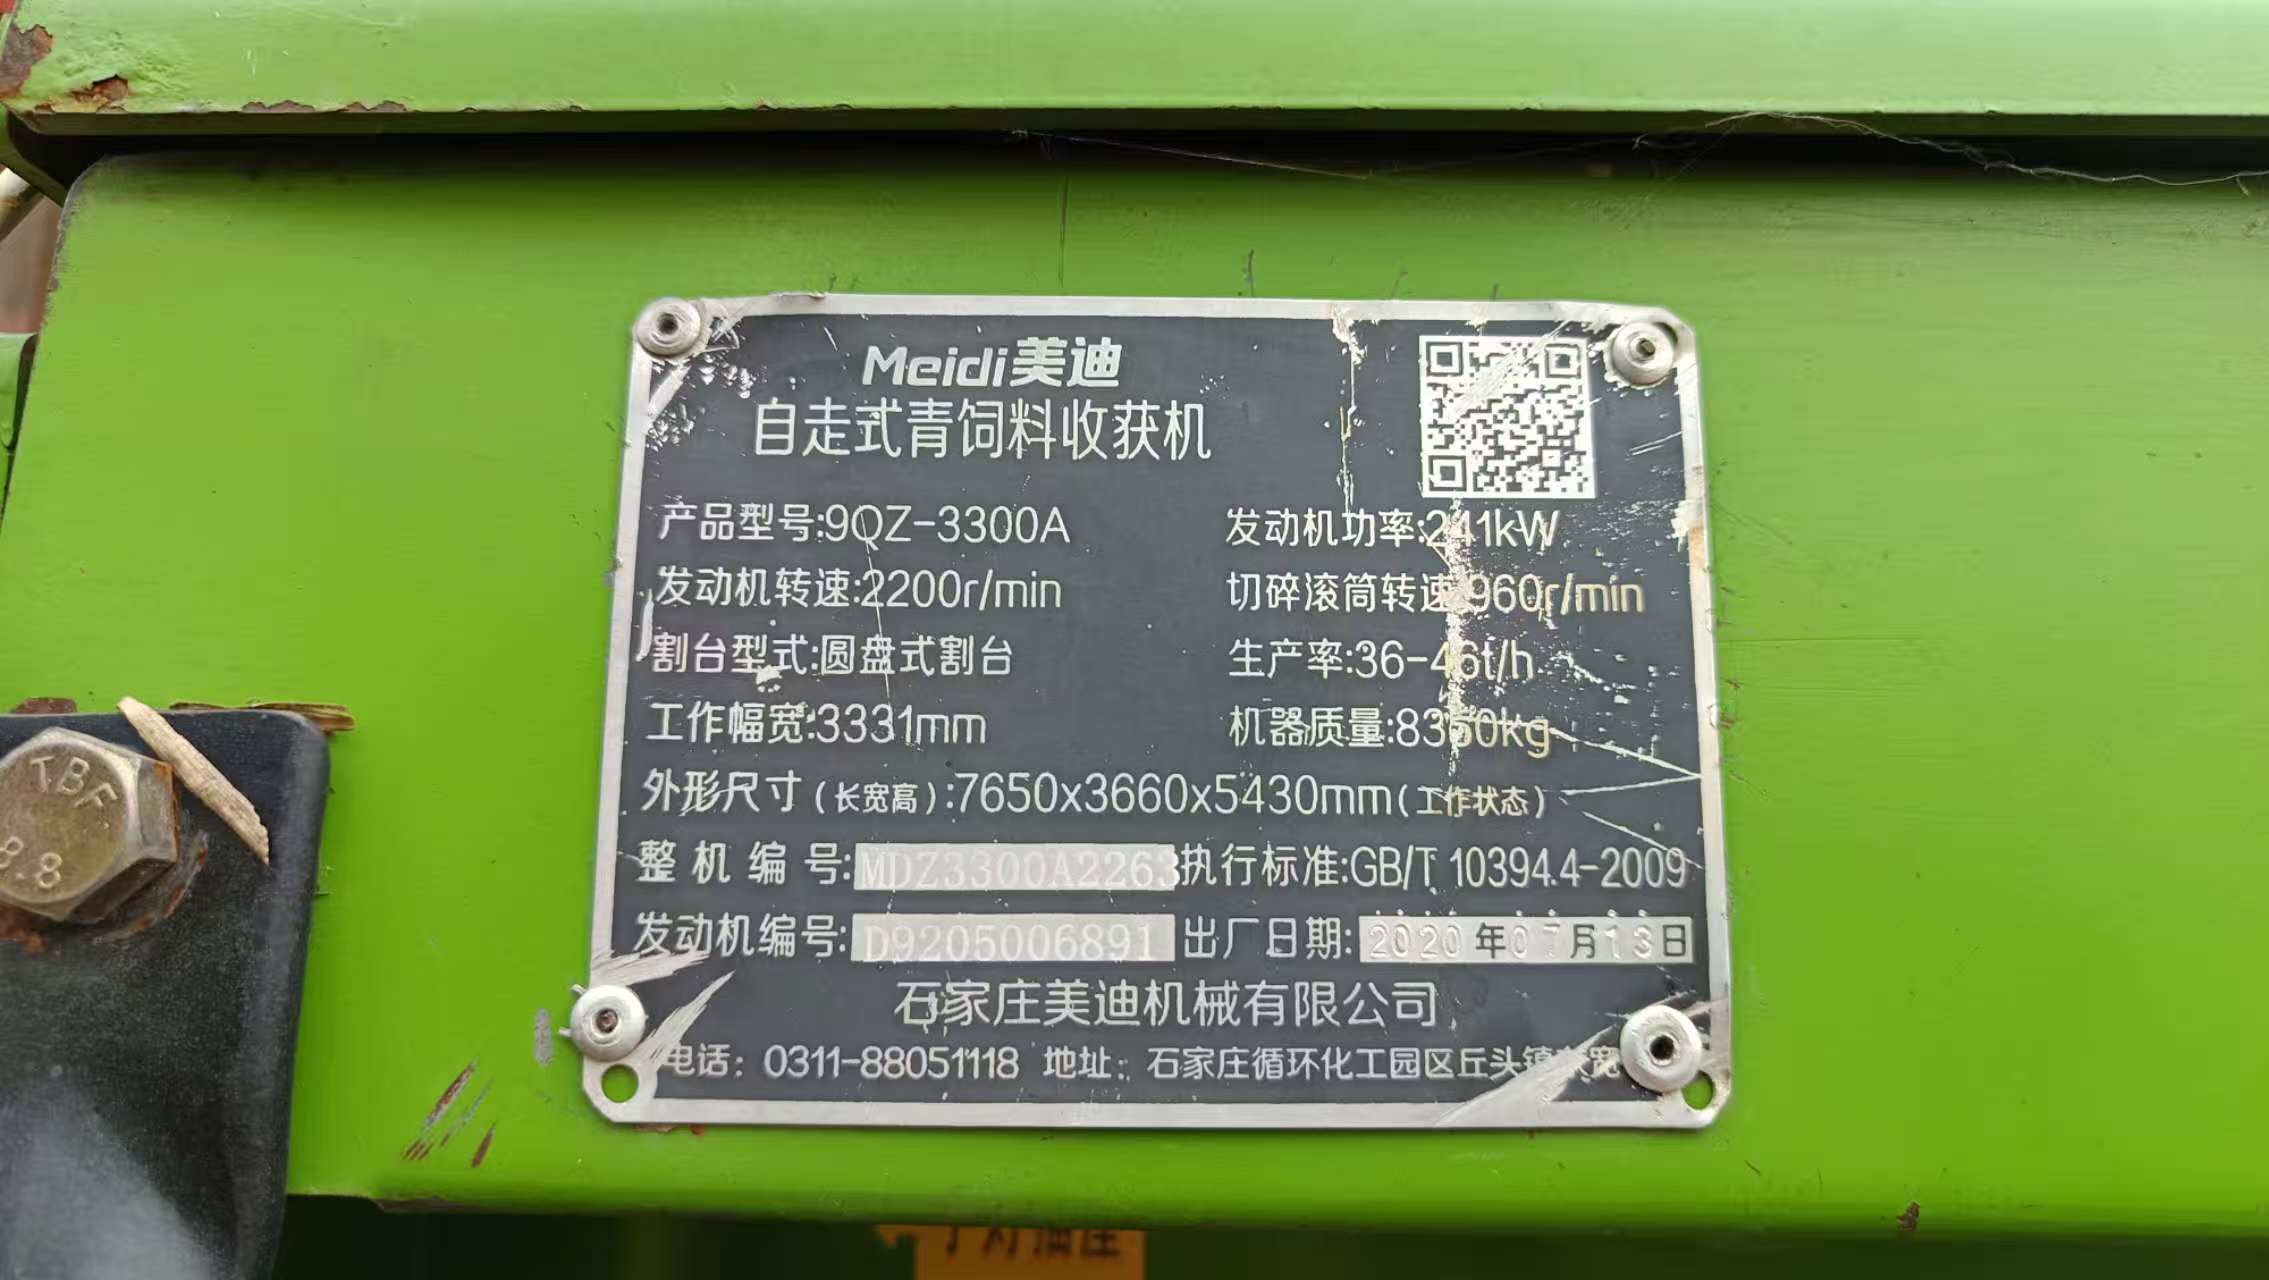 Meidi美迪
自走式青饲料收获机
产品型号:9QZ-3300A 发动机功率:241kW
发动机转速:2200r/min 切碎滚筒转速:960r/min
割台型式:圆盘式割台 生产率:36-46t/h
工作幅宽:3331mm 机器质量:8350kg
外形尺寸(长宽高):7650x3660x5430mm(工作状态)
整机编号:MDZ3300A2263 执行标准:GB/T 10394.4-2009
发动机编号:D9205006891 出厂日期:2020年07月13日
石家庄美迪机械有限公司
电话: 0311-88051118 地址: 石家庄循环化工园区丘头镇
TBF
8.8